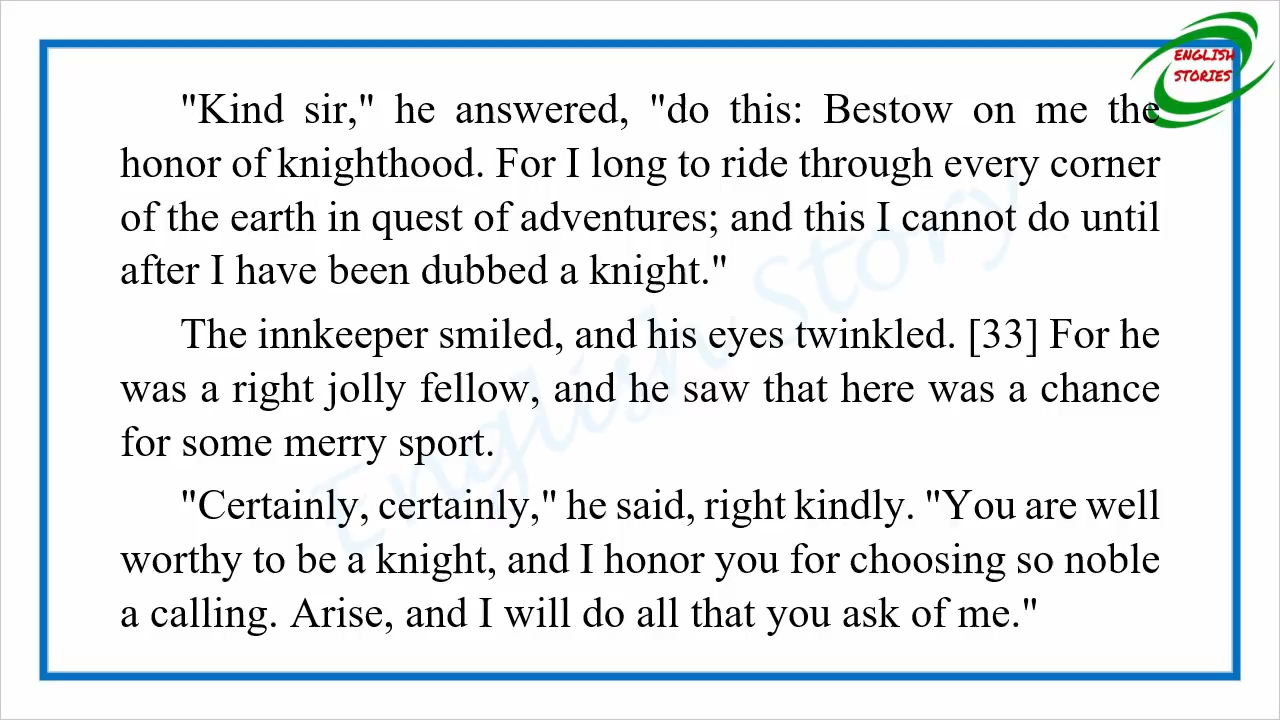 ENGLISH
STORIES
"Kind sir," he answered, "do this: Bestow on me the
honor of knighthood. For I long to ride through every corner
of the earth in quest of adventures; and this I cannot do until
after I have been dubbed a knight."
The innkeeper smiled, and his eyes twinkled. [33] For he
was a right jolly fellow, and he saw that here was a chance
for some merry sport.
"Certainly, certainly," he said, right kindly. "You are well
worthy to be a knight, and I honor you for choosing so noble
a calling. Arise, and I will do all that you ask of me."
English Story